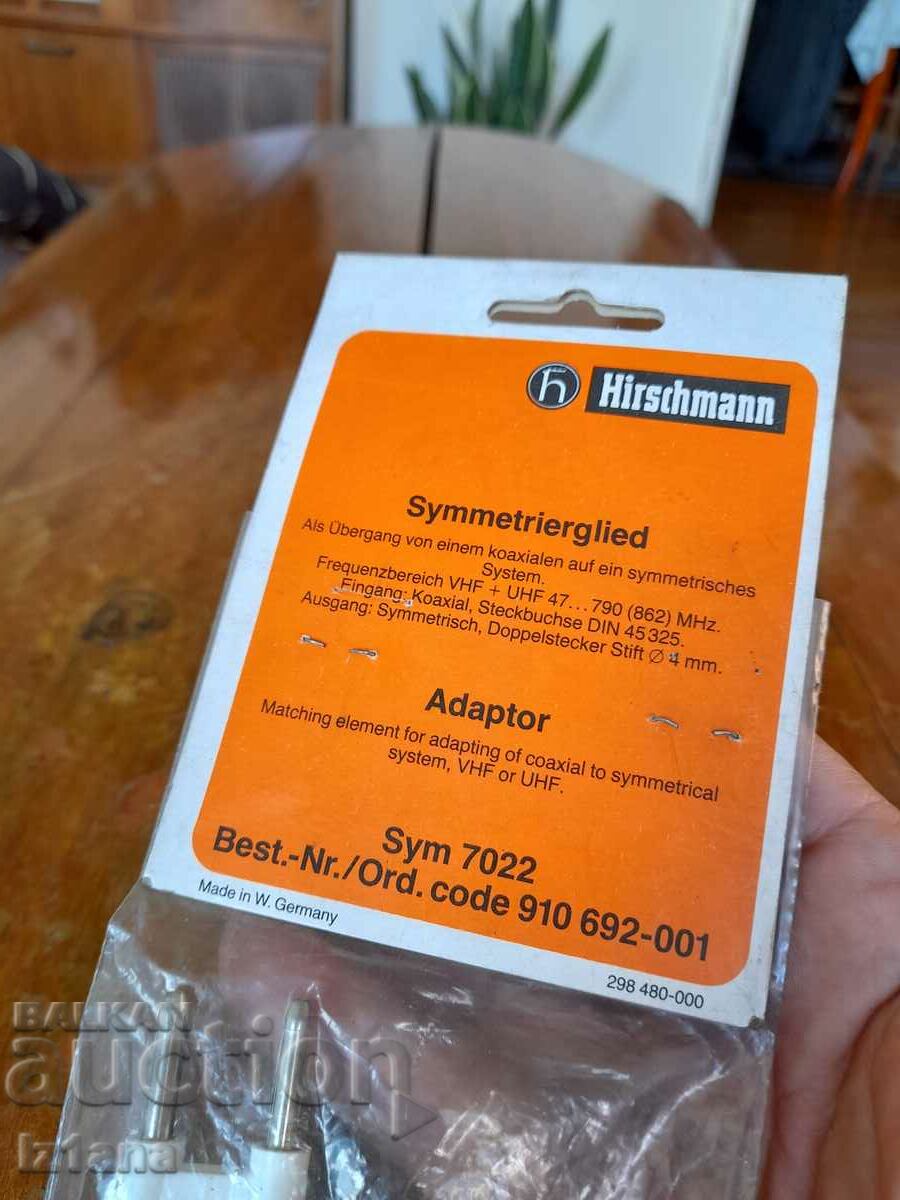 h Hirschmann
Symmetrierglied
Als Übergang von einem koaxialen auf ein symmetrisches
System.
Frequenzbereich VHF + UHF 47...790 (862) MHz.
Eingang: Koaxial, Steckbuchse DIN 45 325.
Ausgang: Symmetrisch, Doppelstecker Stift ∅ 4 mm.
Adaptor
Matching element for adapting of coaxial to symmetrical
system, VHF or UHF.
Sym 7022
Best.-Nr./Ord. code 910 692-001
Made in W. Germany
298 480-000
BALKAN
auction
iz1ana